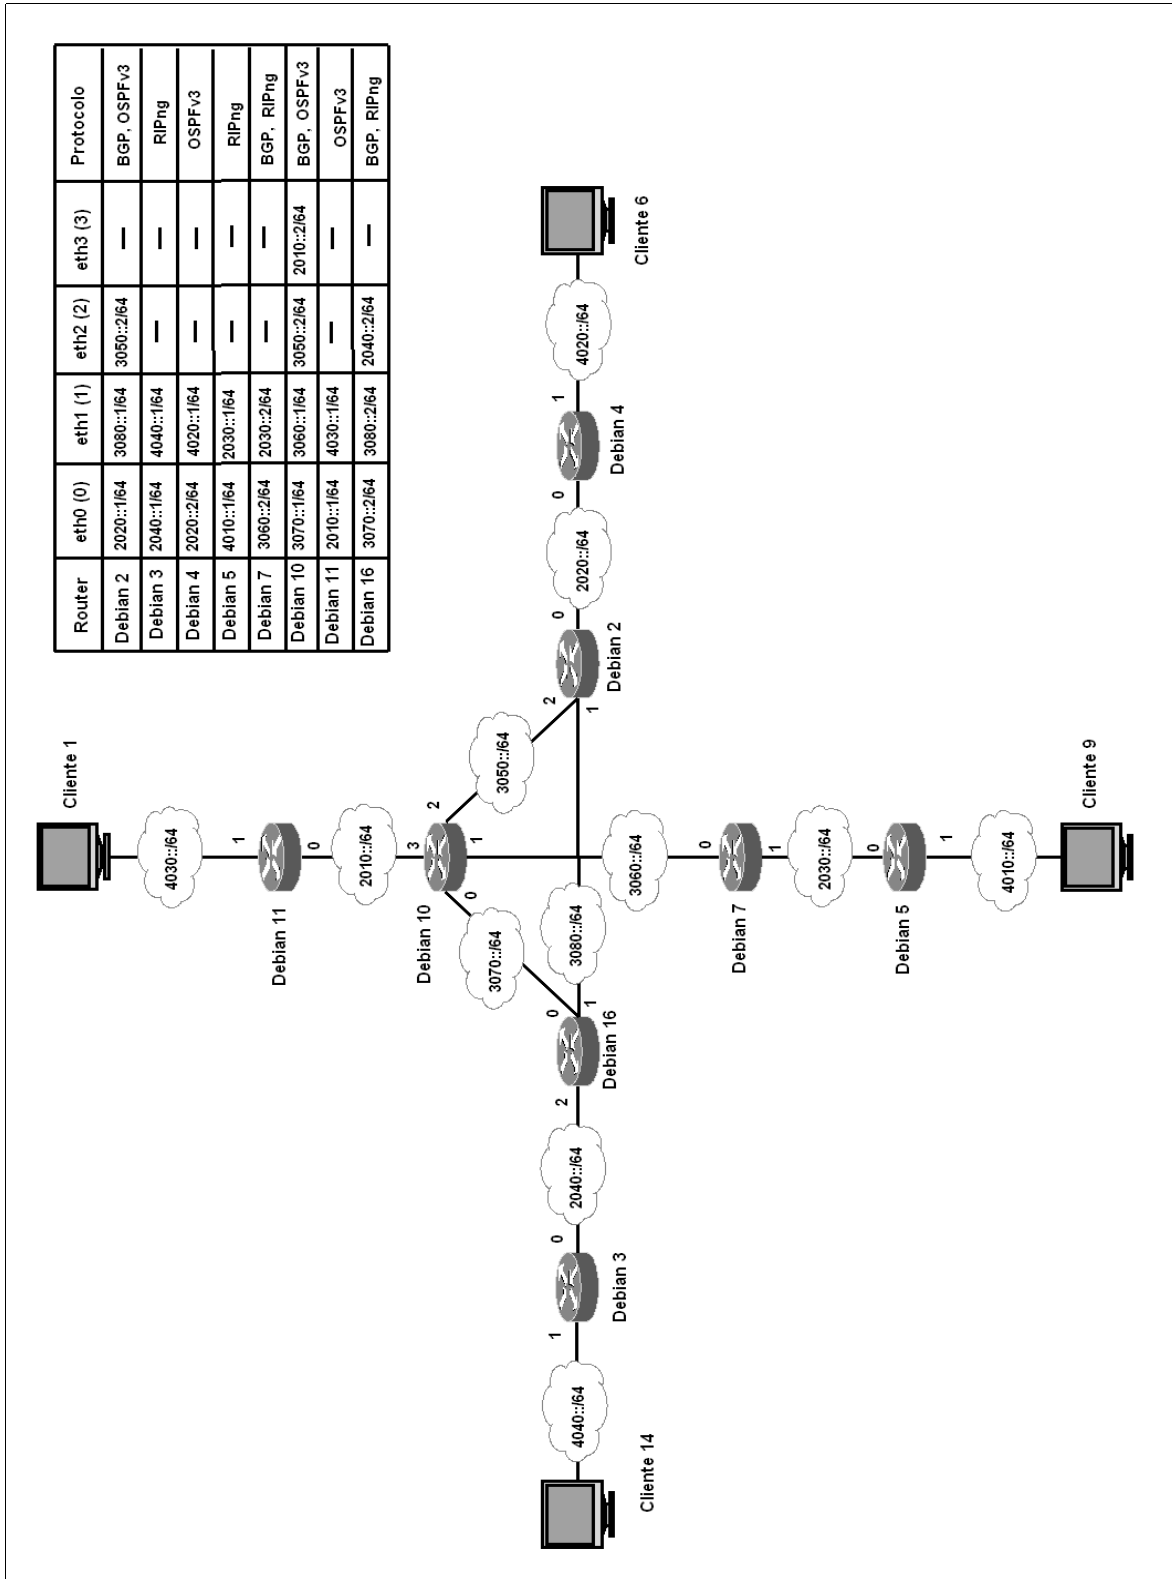 Router eth0 (0) eth1 (1) eth2 (2) eth3 (3) Protocolo
Debian 2 2020::1/64 3080::1/64 3050::2/64 — BGP, OSPFv3
Debian 3 2040::1/64 4040::1/64 — — RIPng
Debian 4 2020::2/64 4020::1/64 — — OSPFv3
Debian 5 4010::1/64 2030::1/64 — — RIPng
Debian 7 3060::2/64 2030::2/64 — — BGP, RIPng
Debian 10 3070::1/64 3060::1/64 3050::2/64 2010::2/64 BGP, OSPFv3
Debian 11 2010::1/64 4030::1/64 — — OSPFv3
Debian 16 3070::2/64 3080::2/64 2040::2/64 — BGP, RIPng
Cliente 1
4030::/64
1
Debian 11
0
2010::/64
3
Debian 10
2
0
1
3070::/64
3050::/64
Cliente 14
4040::/64
1
Debian 3
0
2040::/64
2
Debian 16
0
1
3080::/64
2
1
Debian 2
0
2020::/64
0
Debian 4
1
4020::/64
Cliente 6
3060::/64
0
Debian 7
1
2030::/64
0
Debian 5
1
4010::/64
Cliente 9